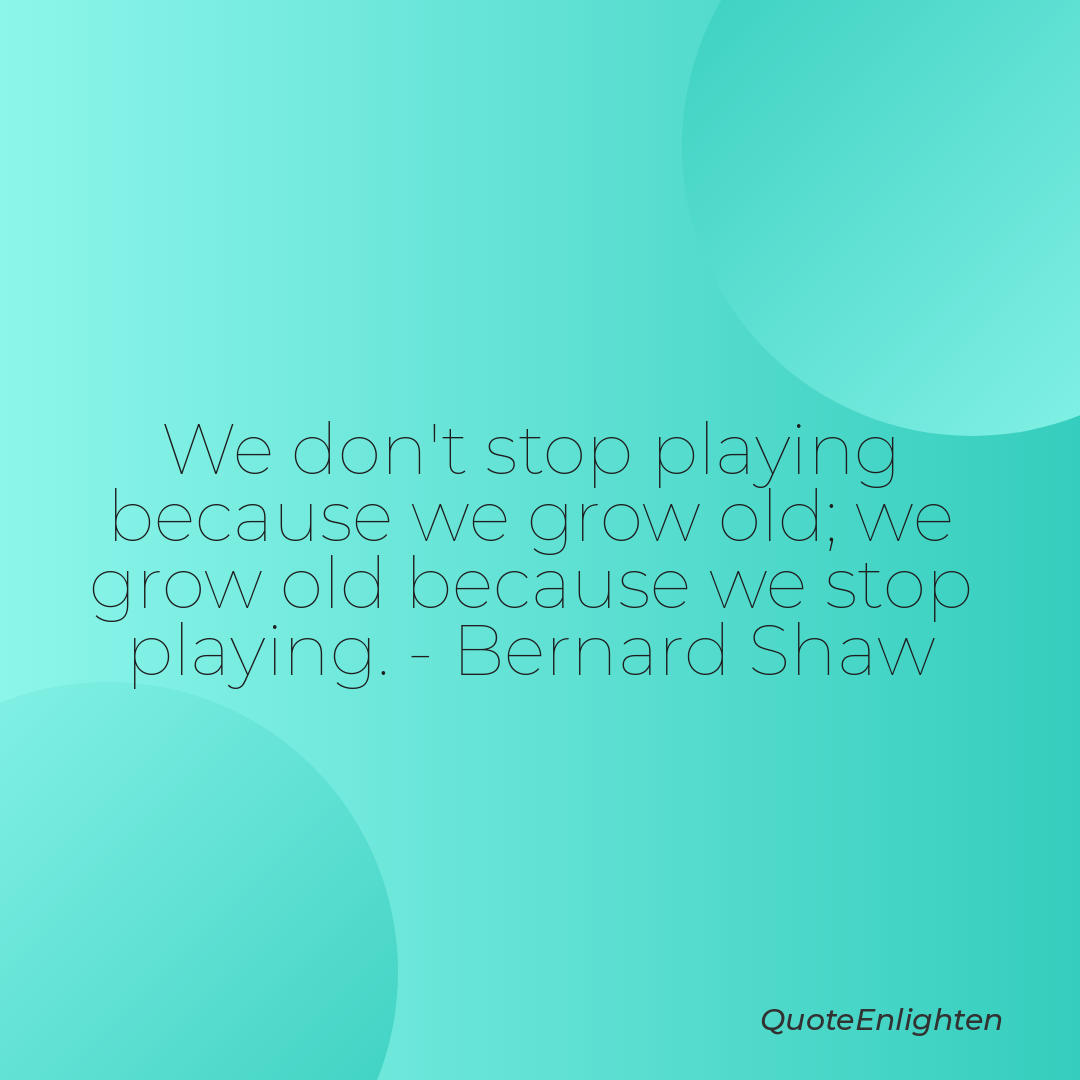 We don't stop playing
because we grow old; we
grow old because we stop
playing. - Bernard Shaw
QuoteEnlighten